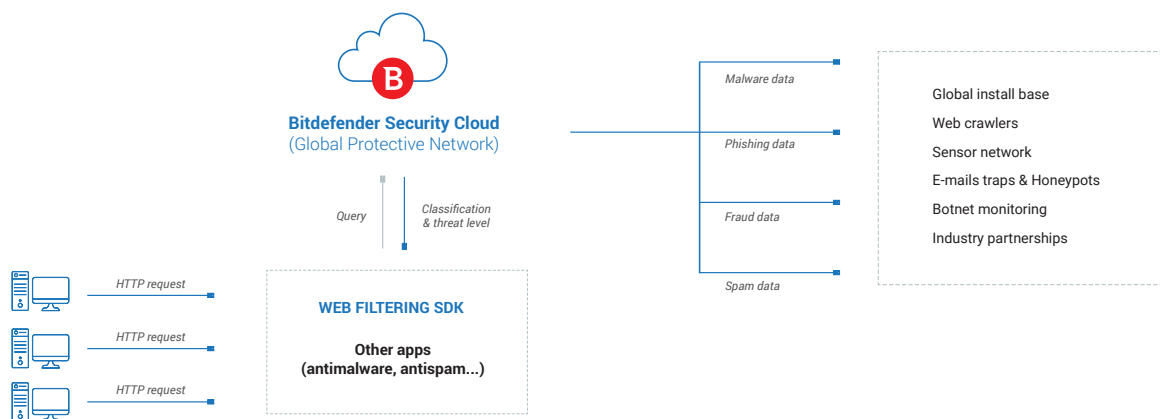 B
Bitdefender Security Cloud
(Global Protective Network)
Query
Classification
& threat level
HTTP request
HTTP request
HTTP request
WEB FILTERING SDK
Other apps
(antimalware, antispam...)
Malware data
Phishing data
Fraud data
Spam data
Global install base
Web crawlers
Sensor network
E-mails traps & Honeypots
Botnet monitoring
Industry partnerships